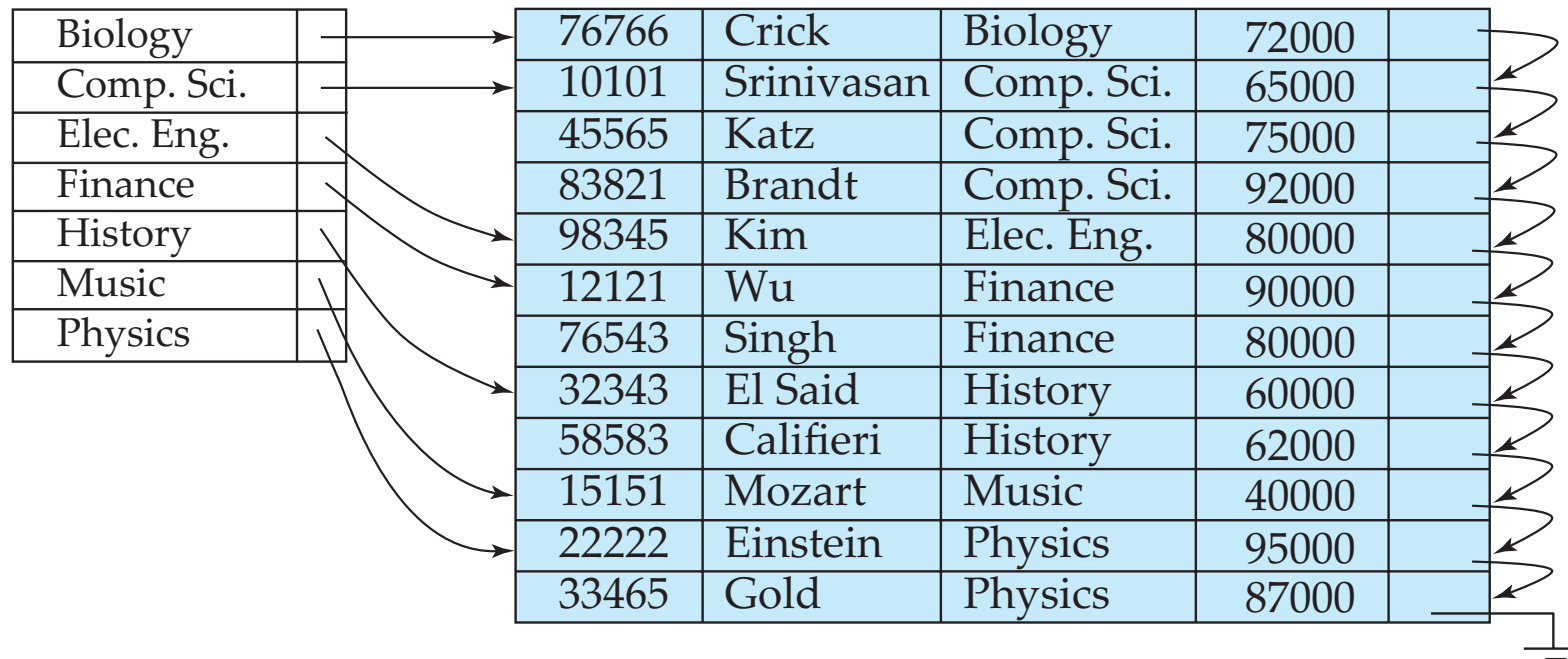 Biology
Comp. Sci.
Elec. Eng.
Finance
History
Music
Physics
76766 Crick Biology 72000
10101 Srinivasan Comp. Sci. 65000
45565 Katz Comp. Sci. 75000
83821 Brandt Comp. Sci. 92000
98345 Kim Elec. Eng. 80000
12121 Wu Finance 90000
76543 Singh Finance 80000
32343 El Said History 60000
58583 Califieri History 62000
15151 Mozart Music 40000
22222 Einstein Physics 95000
33465 Gold Physics 87000